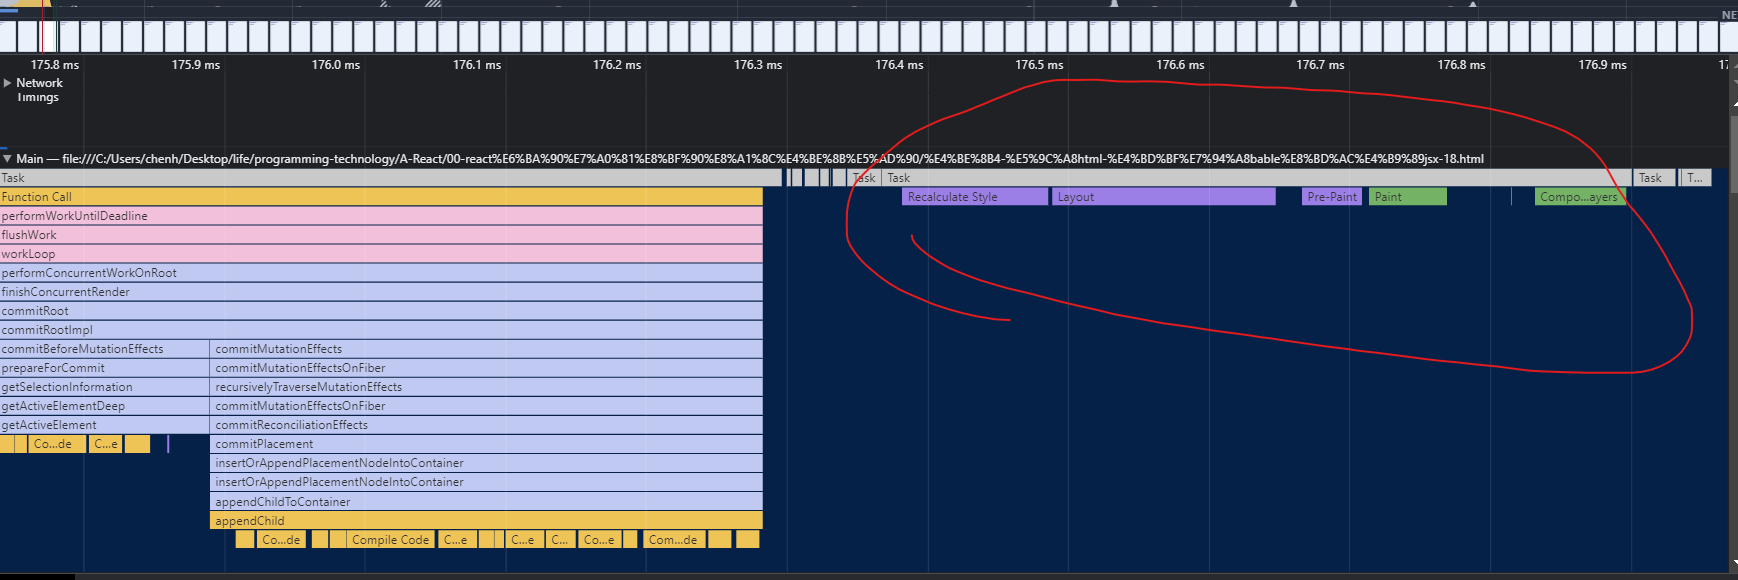 NE
175.8 ms 175.9 ms 176.0 ms 176.1 ms 176.2 ms 176.3 ms 176.4 ms 176.5 ms 176.6 ms 176.7 ms 176.8 ms 176.9 ms
Network
Timings
Main — file:///C:/Users/chenh/Desktop/life/programming-technology/A-React/00-react%E6%BA%90%E7%A0%81%E8%BF%90%E8%A1%8C%E4%BE%8B%E5%AD%90/%E4%BE%8B4-%E5%9C%A8html-%E4%BD%BF%E7%94%A8bable%E8%BD%AC%E4%B9%89jsx-18.html
Task Task Task Task T...
Function Call Recalculate Style Layout Pre-Paint Paint Compo...ayers
performWorkUntilDeadline
flushWork
workLoop
performConcurrentWorkOnRoot
finishConcurrentRender
commitRoot
commitRootImpl
commitBeforeMutationEffects commitMutationEffects
prepareForCommit commitMutationEffectsOnFiber
getSelectionInformation recursivelyTraverseMutationEffects
getActiveElementDeep commitMutationEffectsOnFiber
getActiveElement commitReconciliationEffects
Co...de C...e commitPlacement
insertOrAppendPlacementNodeIntoContainer
insertOrAppendPlacementNodeIntoContainer
appendChildToContainer
appendChild
Co...de Compile Code C...e C...e C... Co...e Com...de